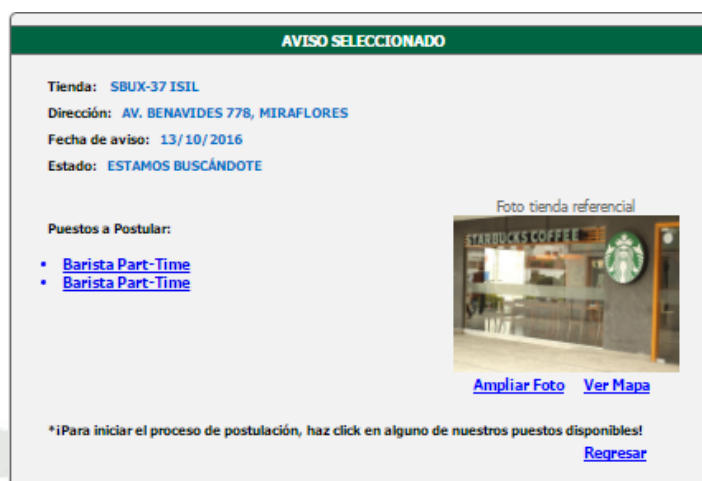 AVISO SELECCIONADO
Tienda: SBUX-37 ISIL
Dirección: AV. BENAVIDES 778, MIRAFLORES
Fecha de aviso: 13/10/2016
Estado: ESTAMOS BUSCÁNDOTE
Foto tienda referencial
STARBUCKS COFFEE
Puestos a Postular:
• Barista Part-Time
• Barista Part-Time
Ampliar Foto Ver Mapa
*¡Para iniciar el proceso de postulación, haz click en alguno de nuestros puestos disponibles!
Regresar